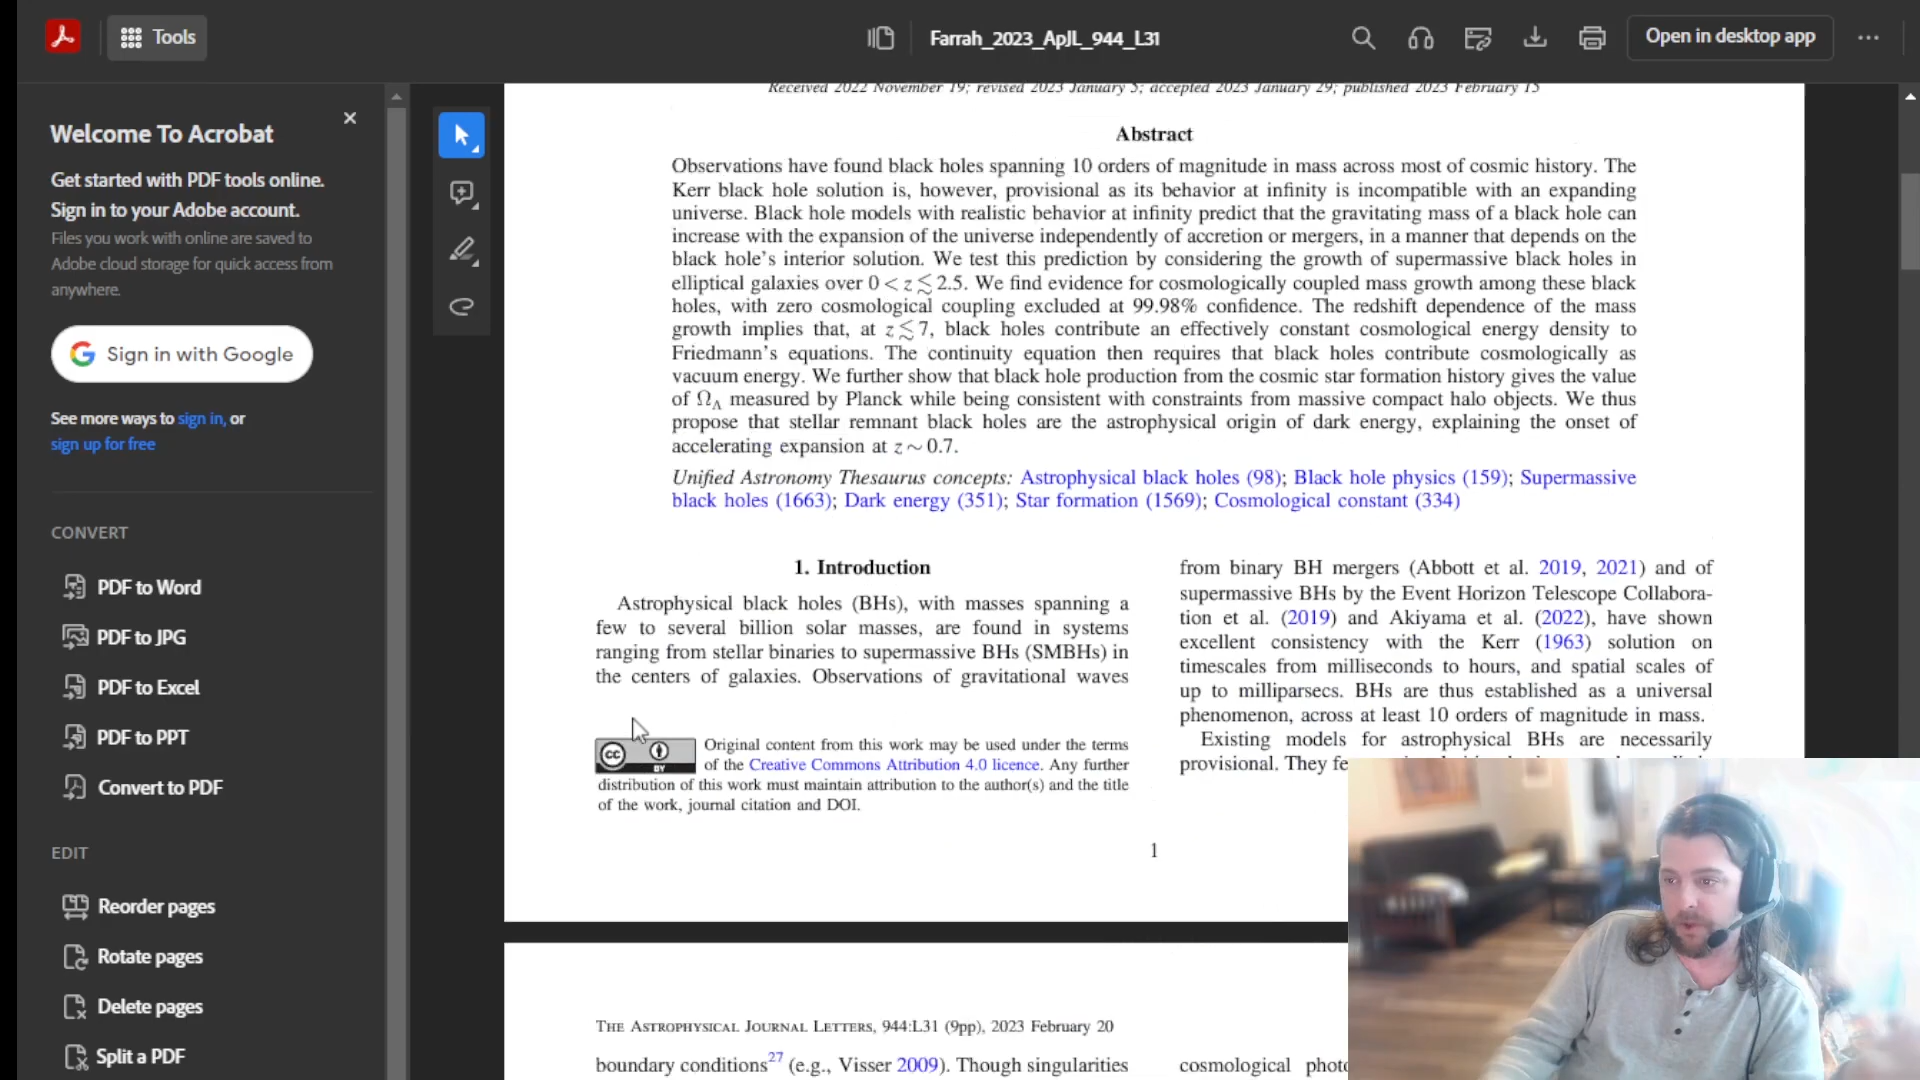 Tools
Farrah_2023_ApJL_944_L31
Open in desktop app
Welcome To Acrobat
Get started with PDF tools online.
Sign in to your Adobe account.
Files you work with online are saved to
Adobe cloud storage for quick access from
anywhere.
Sign in with Google
See more ways to sign in, or
sign up for free
CONVERT
PDF to Word
PDF to JPG
PDF to Excel
PDF to PPT
Convert to PDF
EDIT
Reorder pages
Rotate pages
Delete pages
Split a PDF
Received 2022 November 19; revised 2023 January 5; accepted 2023 January 29; published 2023 February 15
Abstract
Observations have found black holes spanning 10 orders of magnitude in mass across most of cosmic history. The
Kerr black hole solution is, however, provisional as its behavior at infinity is incompatible with an expanding
universe. Black hole models with realistic behavior at infinity predict that the gravitating mass of a black hole can
increase with the expansion of the universe independently of accretion or mergers, in a manner that depends on the
black hole's interior solution. We test this prediction by considering the growth of supermassive black holes in
elliptical galaxies over 0 < z ≲ 2.5. We find evidence for cosmologically coupled mass growth among these black
holes, with zero cosmological coupling excluded at 99.98% confidence. The redshift dependence of the mass
growth implies that, at z ≲ 7, black holes contribute an effectively constant cosmological energy density to
Friedmann's equations. The continuity equation then requires that black holes contribute cosmologically as
vacuum energy. We further show that black hole production from the cosmic star formation history gives the value
of Ω_Λ measured by Planck while being consistent with constraints from massive compact halo objects. We thus
propose that stellar remnant black holes are the astrophysical origin of dark energy, explaining the onset of
accelerating expansion at z ∼ 0.7.
Unified Astronomy Thesaurus concepts: Astrophysical black holes (98); Black hole physics (159); Supermassive
black holes (1663); Dark energy (351); Star formation (1569); Cosmological constant (334)
1. Introduction
Astrophysical black holes (BHs), with masses spanning a
few to several billion solar masses, are found in systems
ranging from stellar binaries to supermassive BHs (SMBHs) in
the centers of galaxies. Observations of gravitational waves
cc BY
Original content from this work may be used under the terms
of the Creative Commons Attribution 4.0 licence. Any further
distribution of this work must maintain attribution to the author(s) and the title
of the work, journal citation and DOI.
from binary BH mergers (Abbott et al. 2019, 2021) and of
supermassive BHs by the Event Horizon Telescope Collabora-
tion et al. (2019) and Akiyama et al. (2022), have shown
excellent consistency with the Kerr (1963) solution on
timescales from milliseconds to hours, and spatial scales of
up to milliparsecs. BHs are thus established as a universal
phenomenon, across at least 10 orders of magnitude in mass.
Existing models for astrophysical BHs are necessarily
provisional. They
1
THE ASTROPHYSICAL JOURNAL LETTERS, 944:L31 (9pp), 2023 February 20
boundary conditions27 (e.g., Visser 2009). Though singularities
cosmological